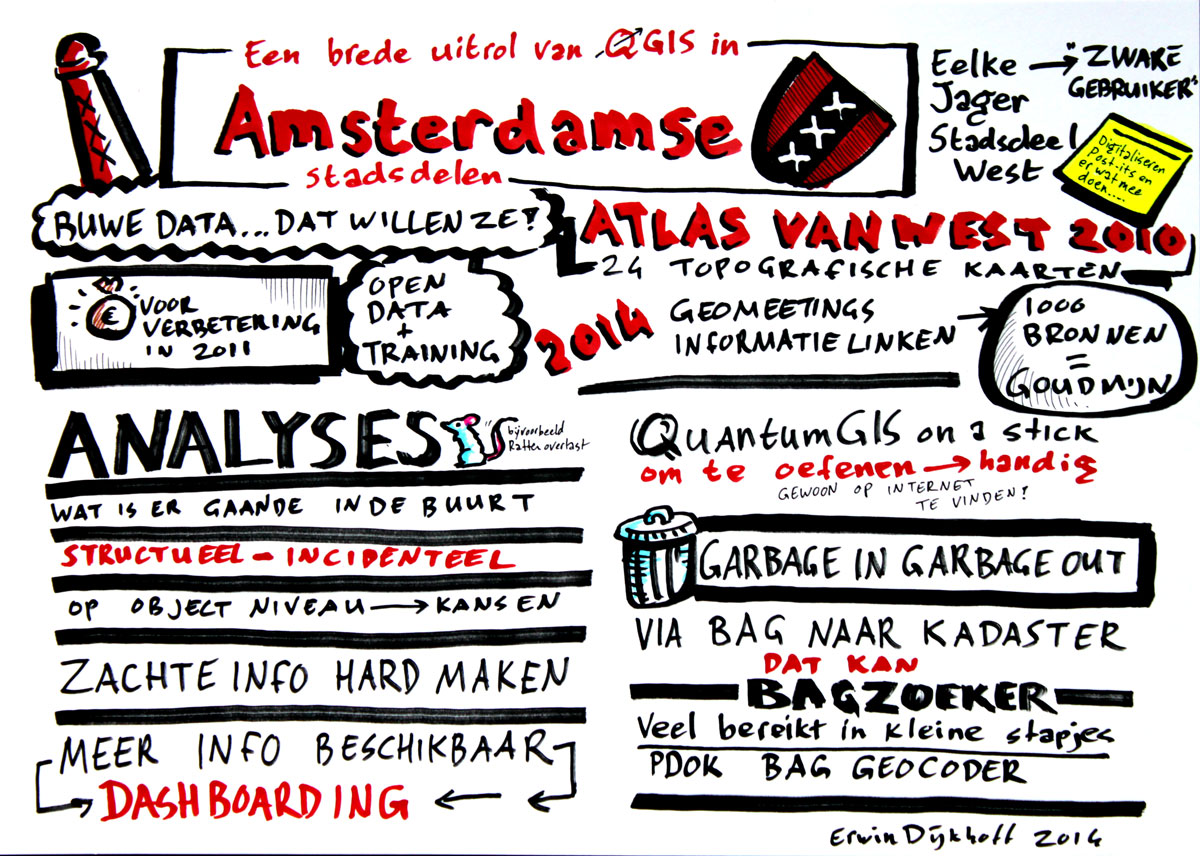 Een brede uitrol van QGIS in
Amsterdamse
stadsdelen
Eelke → "ZWARE
GEBRUIKER"
Jager
Stadsdeel
West
Digitaliseren
Post-its en
er wat mee
doen.....
RUWE DATA... DAT WILLEN ZE!
ATLAS VAN WEST 2010
24 TOPOGRAFISCHE KAARTEN
€ VOOR
VERBETERING
IN 2011
OPEN
DATA
+
TRAINING
2014
GEOMEETINGS
INFORMATIE LINKEN →
1000
BRONNEN
=
GOUDMIJN
ANALYSES
bijvoorbeeld
Ratten overlast
WAT IS ER GAANDE IN DE BUURT
STRUCTUEEL - INCIDENTEEL
OP OBJECT NIVEAU → KANSEN
ZACHTE INFO HARD MAKEN
MEER INFO BESCHIKBAAR
→ DASHBOARDING ← ←
QuantumGIS on a stick
om te oefenen → handig
GEWOON OP INTERNET
TE VINDEN!
GARBAGE IN GARBAGE OUT
VIA BAG NAAR KADASTER
DAT KAN
BAGZOEKER
Veel bereikt in kleine stapjes
PDOK BAG GEOCODER
Erwin Dijkhoff 2014